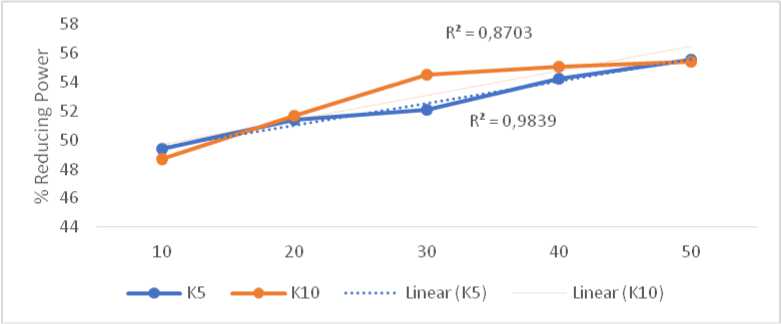 R² = 0,8703
R² = 0,9839
% Reducing Power
58
56
54
52
50
48
46
44
10 20 30 40 50
K5 K10 Linear (K5) Linear (K10)